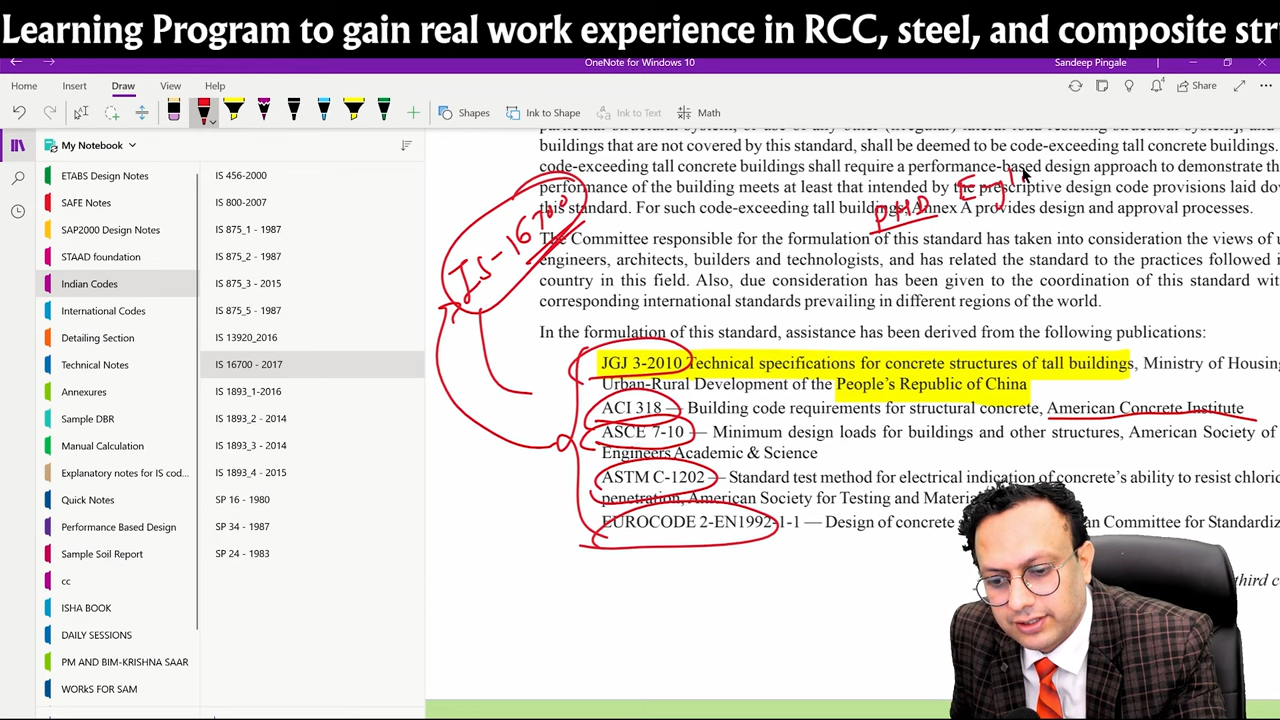 Learning Program to gain real work experience in RCC, steel, and composite str
OneNote for Windows 10
Sandeep Pingale
Home Insert Draw View Help
Share
Shapes Ink to Shape Ink to Text Math
My Notebook
ETABS Design Notes
SAFE Notes
SAP2000 Design Notes
STAAD foundation
Indian Codes
International Codes
Detailing Section
Technical Notes
Annexures
Sample DBR
Manual Calculation
Explanatory notes for IS cod...
Quick Notes
Performance Based Design
Sample Soil Report
cc
ISHA BOOK
DAILY SESSIONS
PM AND BIM-KRISHNA SAAR
WORKS FOR SAM
IS 456-2000
IS 800-2007
IS 875_1 - 1987
IS 875_2 - 1987
IS 875_3 - 2015
IS 875_5 - 1987
IS 13920_2016
IS 16700 - 2017
IS 1893_1-2016
IS 1893_2 - 2014
IS 1893_3 - 2014
IS 1893_4 - 2015
SP 16 - 1980
SP 34 - 1987
SP 24 - 1983
buildings that are not covered by this standard, shall be deemed to be code-exceeding tall concrete buildings.
code-exceeding tall concrete buildings shall require a performance-based design approach to demonstrate th
performance of the building meets at least that intended by the prescriptive design code provisions laid dow
this standard. For such code-exceeding tall buildings, Annex A provides design and approval processes.
IS-16700
PHD
The Committee responsible for the formulation of this standard has taken into consideration the views of u
engineers, architects, builders and technologists, and has related the standard to the practices followed i
country in this field. Also, due consideration has been given to the coordination of this standard wit
corresponding international standards prevailing in different regions of the world.
In the formulation of this standard, assistance has been derived from the following publications:
JGJ 3-2010 Technical specifications for concrete structures of tall buildings, Ministry of Housing
Urban-Rural Development of the People's Republic of China
ACI 318 — Building code requirements for structural concrete, American Concrete Institute
ASCE 7-10 — Minimum design loads for buildings and other structures, American Society of
Engineers Academic & Science
ASTM C-1202 — Standard test method for electrical indication of concrete's ability to resist chlori
penetration, American Society for Testing and Mater
EUROCODE 2-EN1992-1-1 — Design of concrete Committee for Standardiz
third c